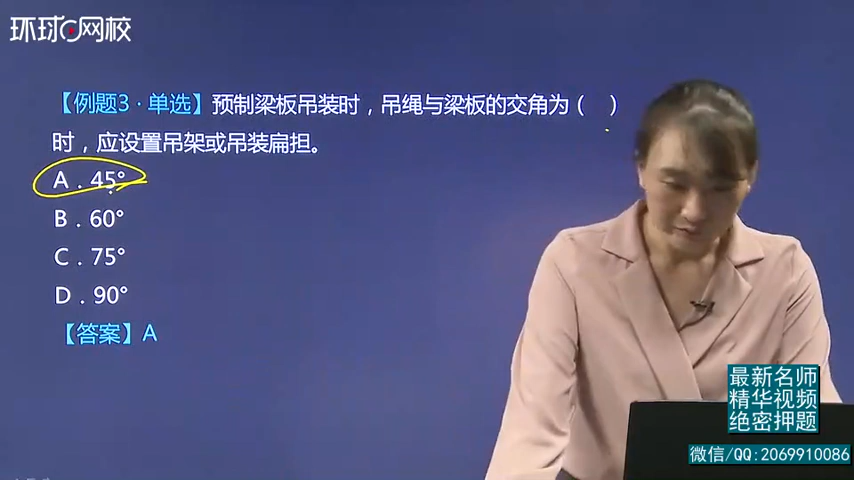 环球网校
【例题3·单选】预制梁板吊装时，吊绳与梁板的交角为（ ）
时，应设置吊架或吊装扁担。
A．45°
B．60°
C．75°
D．90°
【答案】A
最新名师
精华视频
绝密押题
微信/QQ:2069910086